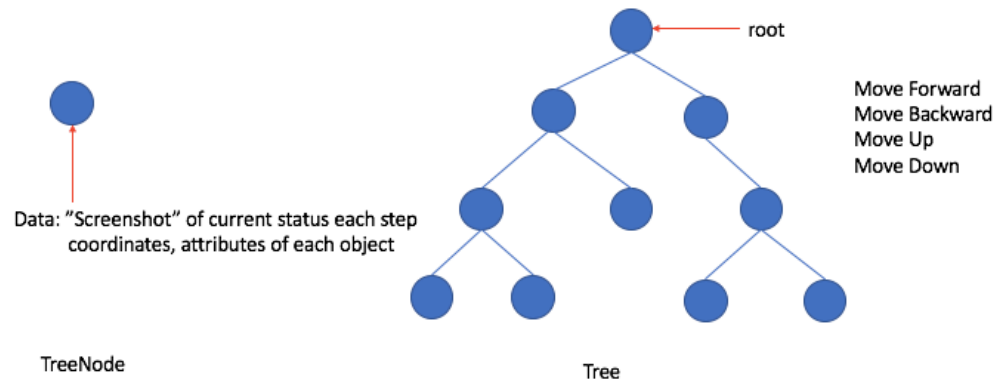 root
Move Forward
Move Backward
Move Up
Move Down
Data: ”Screenshot” of current status each step
coordinates, attributes of each object
TreeNode
Tree